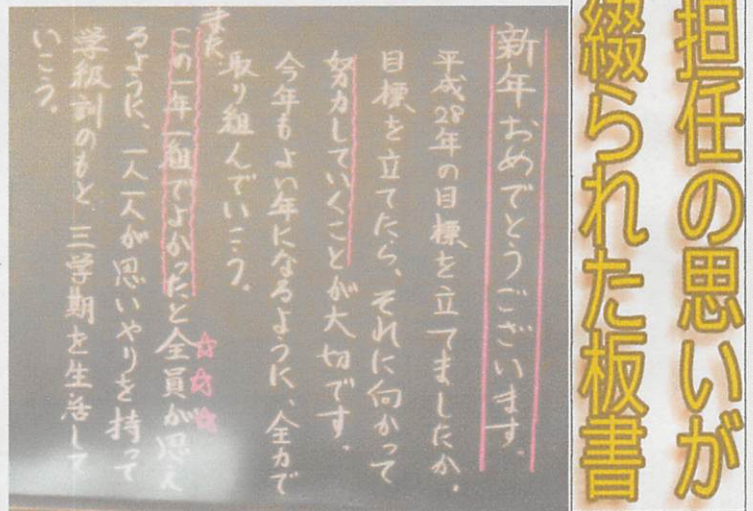 担任の思いが
綴られた板書
新年おめでとうございます。
平成28年の目標を立てましたか。
目標を立てたら、それに向かって
努力していくことが大切です。
今年もよい年になるように、全力で
取り組んでいこう。
また、
この一年一組でよかったと全員が思え
るように、一人一人が思いやりを持って
学級訓のもと、三学期を生活して
いこう。